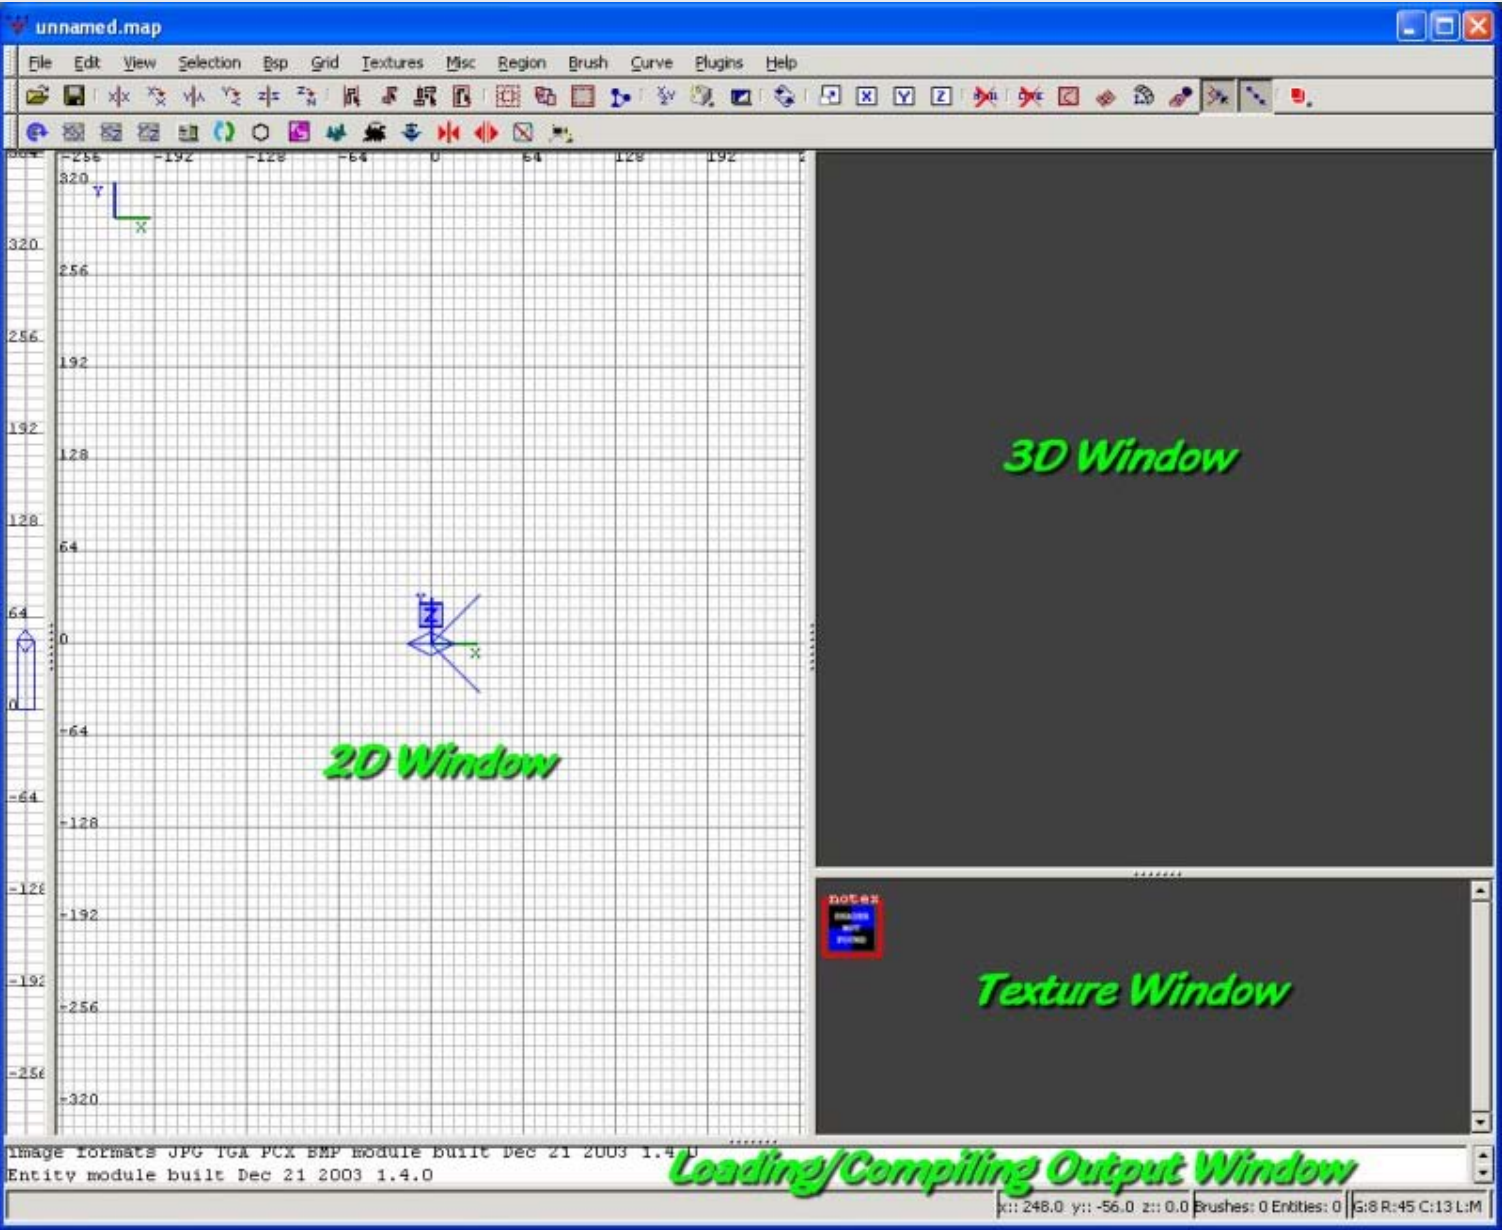 unnamed.map
File Edit View Selection Bsp Grid Textures Misc Region Brush Curve Plugins Help
X Y Z
-256 -192 -128 -64 0 64 128 192
320
Y
X
320
256
256
192
192
128
128
64
64
Y
Z
X
0
0
-64
2D Window
-64
-128
-128
-192
-192
-256
-256
-320
3D Window
notex
SHADER
NOT
FOUND
Texture Window
image formats JPG TGA PCX BMP module built Dec 21 2003 1.4.0
Entity module built Dec 21 2003 1.4.0
Loading/Compiling Output Window
x:: 248.0 y:: -56.0 z:: 0.0 Brushes: 0 Entities: 0 G:8 R:45 C:13 L:M